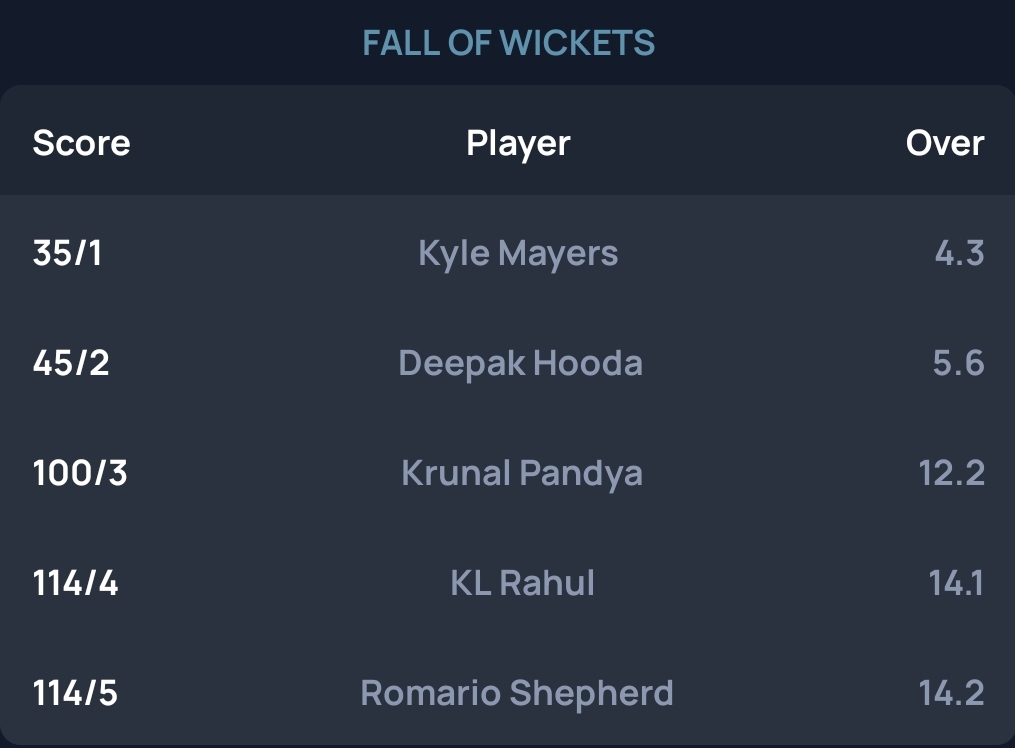 FALL OF WICKETS
Score Player Over
35/1 Kyle Mayers 4.3
45/2 Deepak Hooda 5.6
100/3 Krunal Pandya 12.2
114/4 KL Rahul 14.1
114/5 Romario Shepherd 14.2